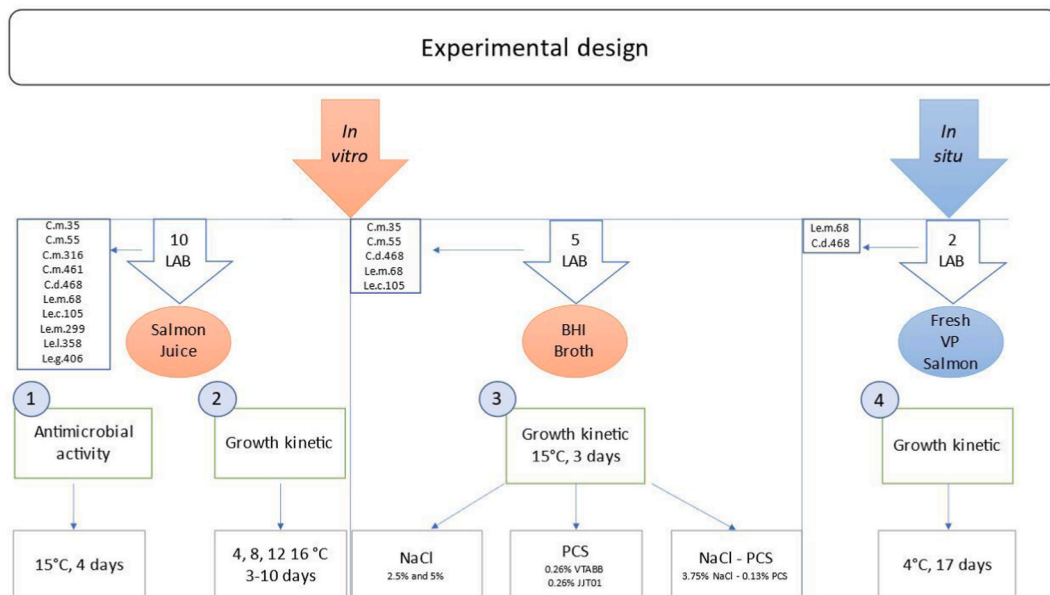 Experimental design
In
vitro
In
situ
C.m.35
C.m.55
C.m.316
C.m.461
C.d.468
Le.m.68
Le.c.105
Le.m.299
Le.l.358
Le.g.406
10
LAB
Salmon
Juice
C.m.35
C.m.55
C.d.468
Le.m.68
Le.c.105
5
LAB
BHI
Broth
Le.m.68
C.d.468
2
LAB
Fresh
VP
Salmon
1
Antimicrobial
activity
15°C, 4 days
2
Growth kinetic
4, 8, 12 16 °C
3-10 days
3
Growth kinetic
15°C, 3 days
NaCl
2.5% and 5%
PCS
0.26% VTABB
0.26% JJT01
NaCl - PCS
3.75% NaCl - 0.13% PCS
4
Growth kinetic
4°C, 17 days